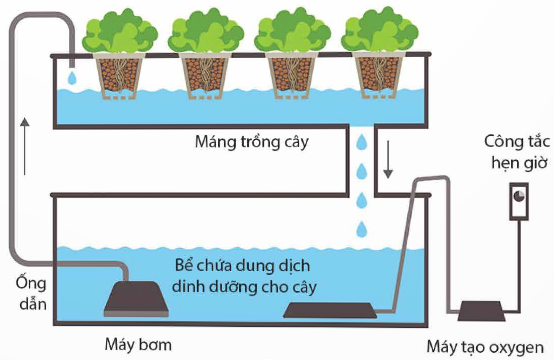 Máng trồng cây
Công tắc
hẹn giờ
Bể chứa dung dịch
dinh dưỡng cho cây
Ống
dẫn
Máy bơm
Máy tạo oxygen